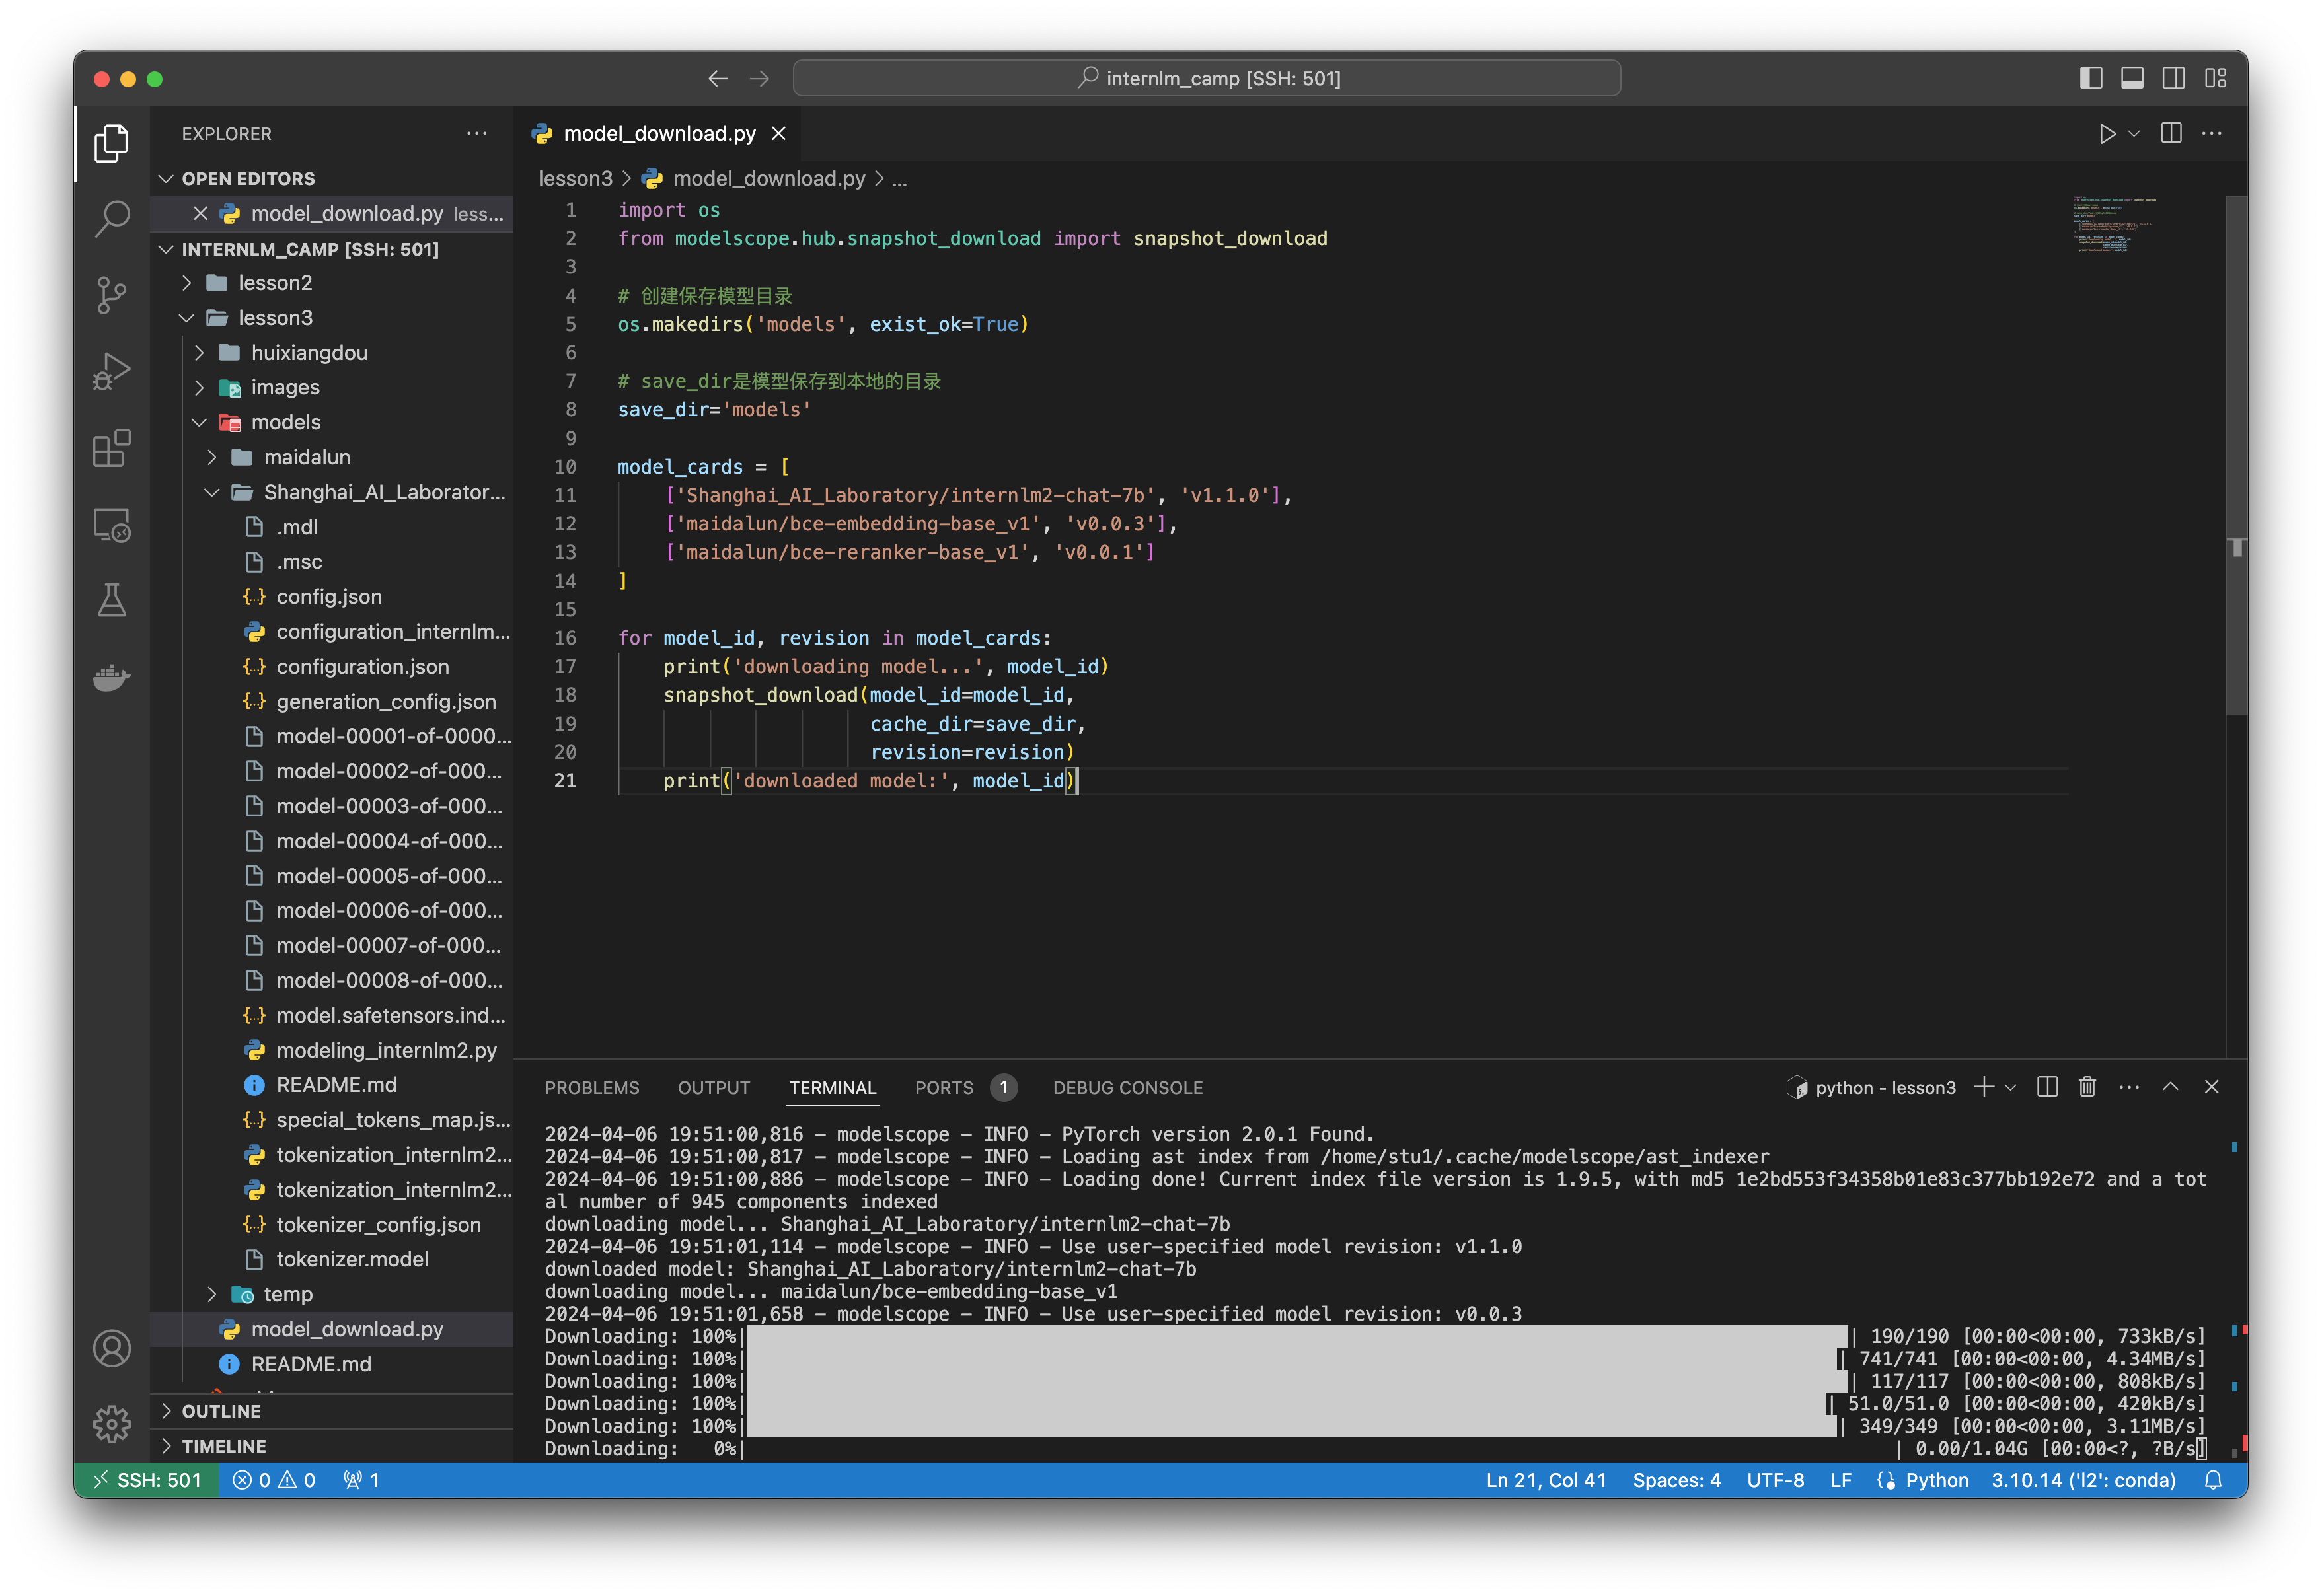 internlm_camp [SSH: 501]
EXPLORER
OPEN EDITORS
model_download.py less...
INTERNLM_CAMP [SSH: 501]
lesson2
lesson3
huixiangdou
images
models
maidalun
Shanghai_AI_Laborator...
.mdl
.msc
config.json
configuration_internlm...
configuration.json
generation_config.json
model-00001-of-0000...
model-00002-of-000...
model-00003-of-000...
model-00004-of-000...
model-00005-of-000...
model-00006-of-000...
model-00007-of-000...
model-00008-of-000...
model.safetensors.ind...
modeling_internlm2.py
README.md
special_tokens_map.js...
tokenization_internlm2...
tokenization_internlm2...
tokenizer_config.json
tokenizer.model
temp
model_download.py
README.md
OUTLINE
TIMELINE
model_download.py
lesson3 > model_download.py > ...
1 import os
2 from modelscope.hub.snapshot_download import snapshot_download
3
4 # 创建保存模型目录
5 os.makedirs('models', exist_ok=True)
6
7 # save_dir是模型保存到本地的目录
8 save_dir='models'
9
10 model_cards = [
11 ['Shanghai_AI_Laboratory/internlm2-chat-7b', 'v1.1.0'],
12 ['maidalun/bce-embedding-base_v1', 'v0.0.3'],
13 ['maidalun/bce-reranker-base_v1', 'v0.0.1']
14 ]
15
16 for model_id, revision in model_cards:
17 print('downloading model...', model_id)
18 snapshot_download(model_id=model_id,
19 cache_dir=save_dir,
20 revision=revision)
21 print('downloaded model:', model_id)
PROBLEMS OUTPUT TERMINAL PORTS 1 DEBUG CONSOLE
python - lesson3
2024-04-06 19:51:00,816 - modelscope - INFO - PyTorch version 2.0.1 Found.
2024-04-06 19:51:00,817 - modelscope - INFO - Loading ast index from /home/stu1/.cache/modelscope/ast_indexer
2024-04-06 19:51:00,886 - modelscope - INFO - Loading done! Current index file version is 1.9.5, with md5 1e2bd553f34358b01e83c377bb192e72 and a tot
al number of 945 components indexed
downloading model... Shanghai_AI_Laboratory/internlm2-chat-7b
2024-04-06 19:51:01,114 - modelscope - INFO - Use user-specified model revision: v1.1.0
downloaded model: Shanghai_AI_Laboratory/internlm2-chat-7b
downloading model... maidalun/bce-embedding-base_v1
2024-04-06 19:51:01,658 - modelscope - INFO - Use user-specified model revision: v0.0.3
Downloading: 100%| | 190/190 [00:00<00:00, 733kB/s]
Downloading: 100%| | 741/741 [00:00<00:00, 4.34MB/s]
Downloading: 100%| | 117/117 [00:00<00:00, 808kB/s]
Downloading: 100%| | 51.0/51.0 [00:00<00:00, 420kB/s]
Downloading: 100%| | 349/349 [00:00<00:00, 3.11MB/s]
Downloading: 0%| | 0.00/1.04G [00:00<?, ?B/s]
SSH: 501 0 0 1 Ln 21, Col 41 Spaces: 4 UTF-8 LF Python 3.10.14 ('l2': conda)